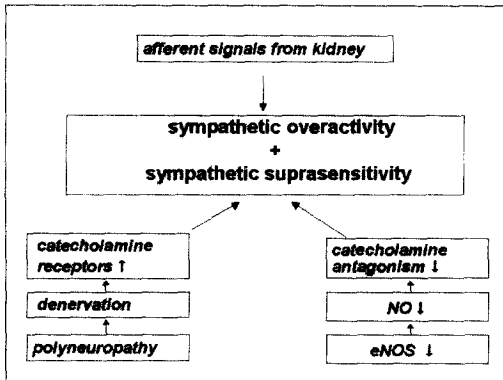 afferent signals from kidney
sympathetic overactivity
+
sympathetic suprasensitivity
catecholamine
receptors ↑
denervation
polyneuropathy
catecholamine
antagonism ↓
NO ↓
eNOS ↓